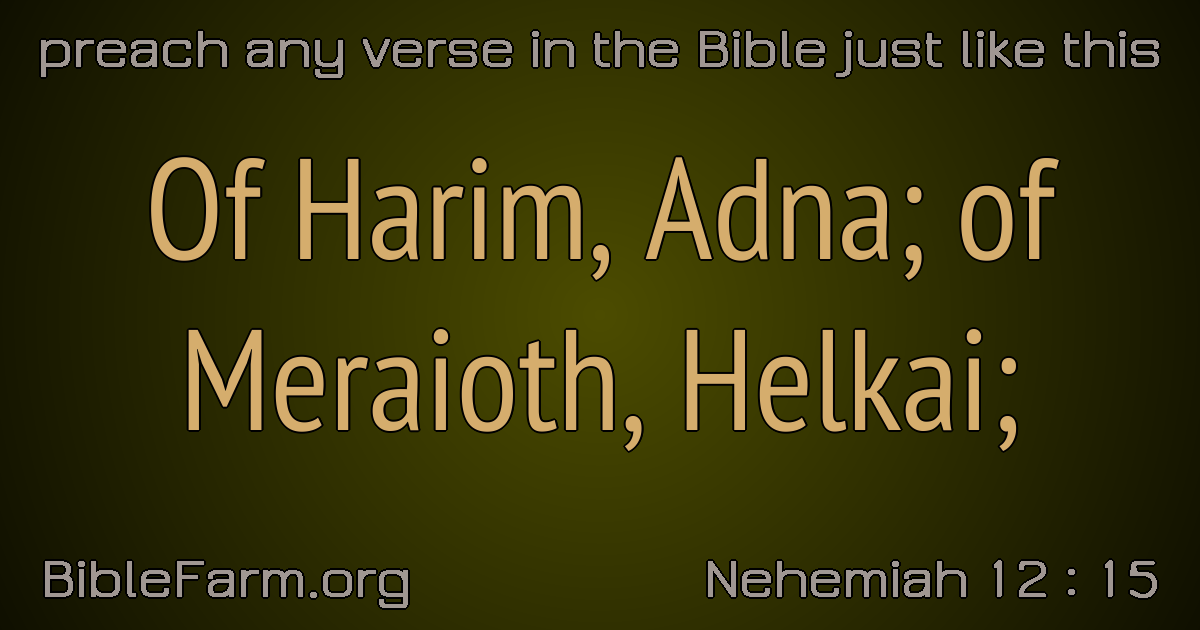 preach any verse in the Bible just like this
Of Harim, Adna; of
Meraioth, Helkai;
BibleFarm.org
Nehemiah 12 : 15